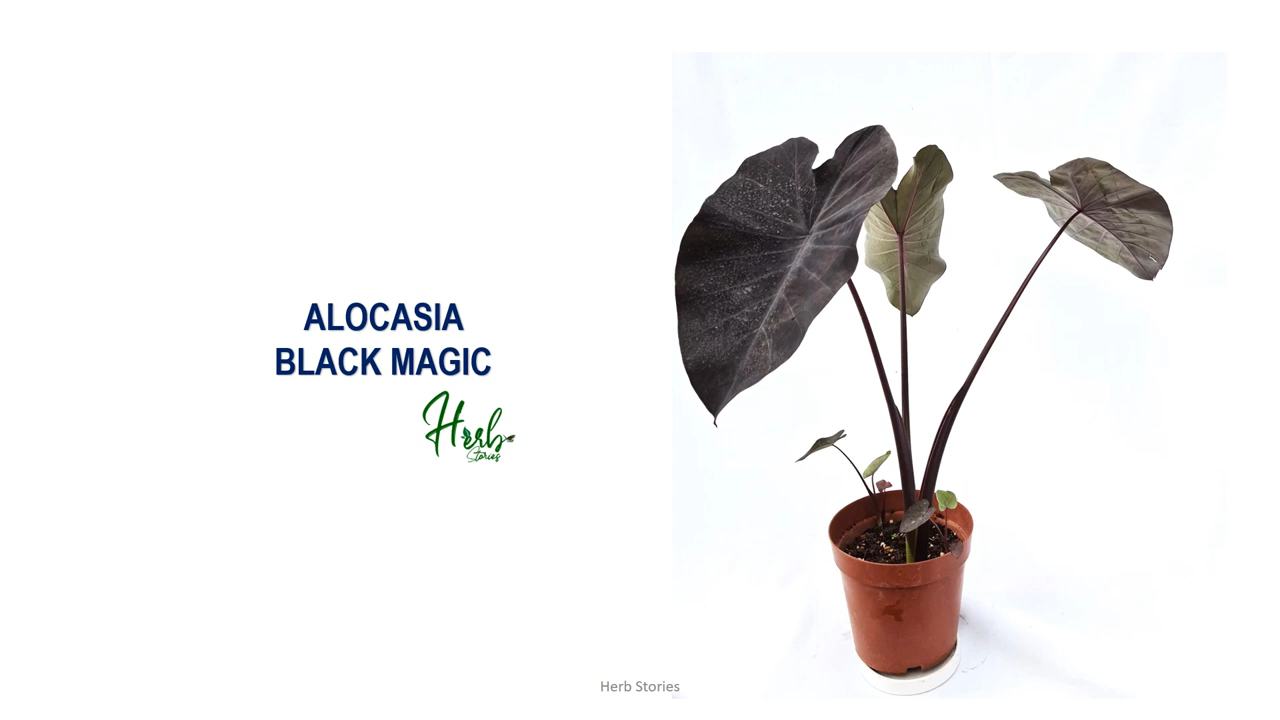 ALOCASIA
BLACK MAGIC
Herb
Stories
Herb Stories